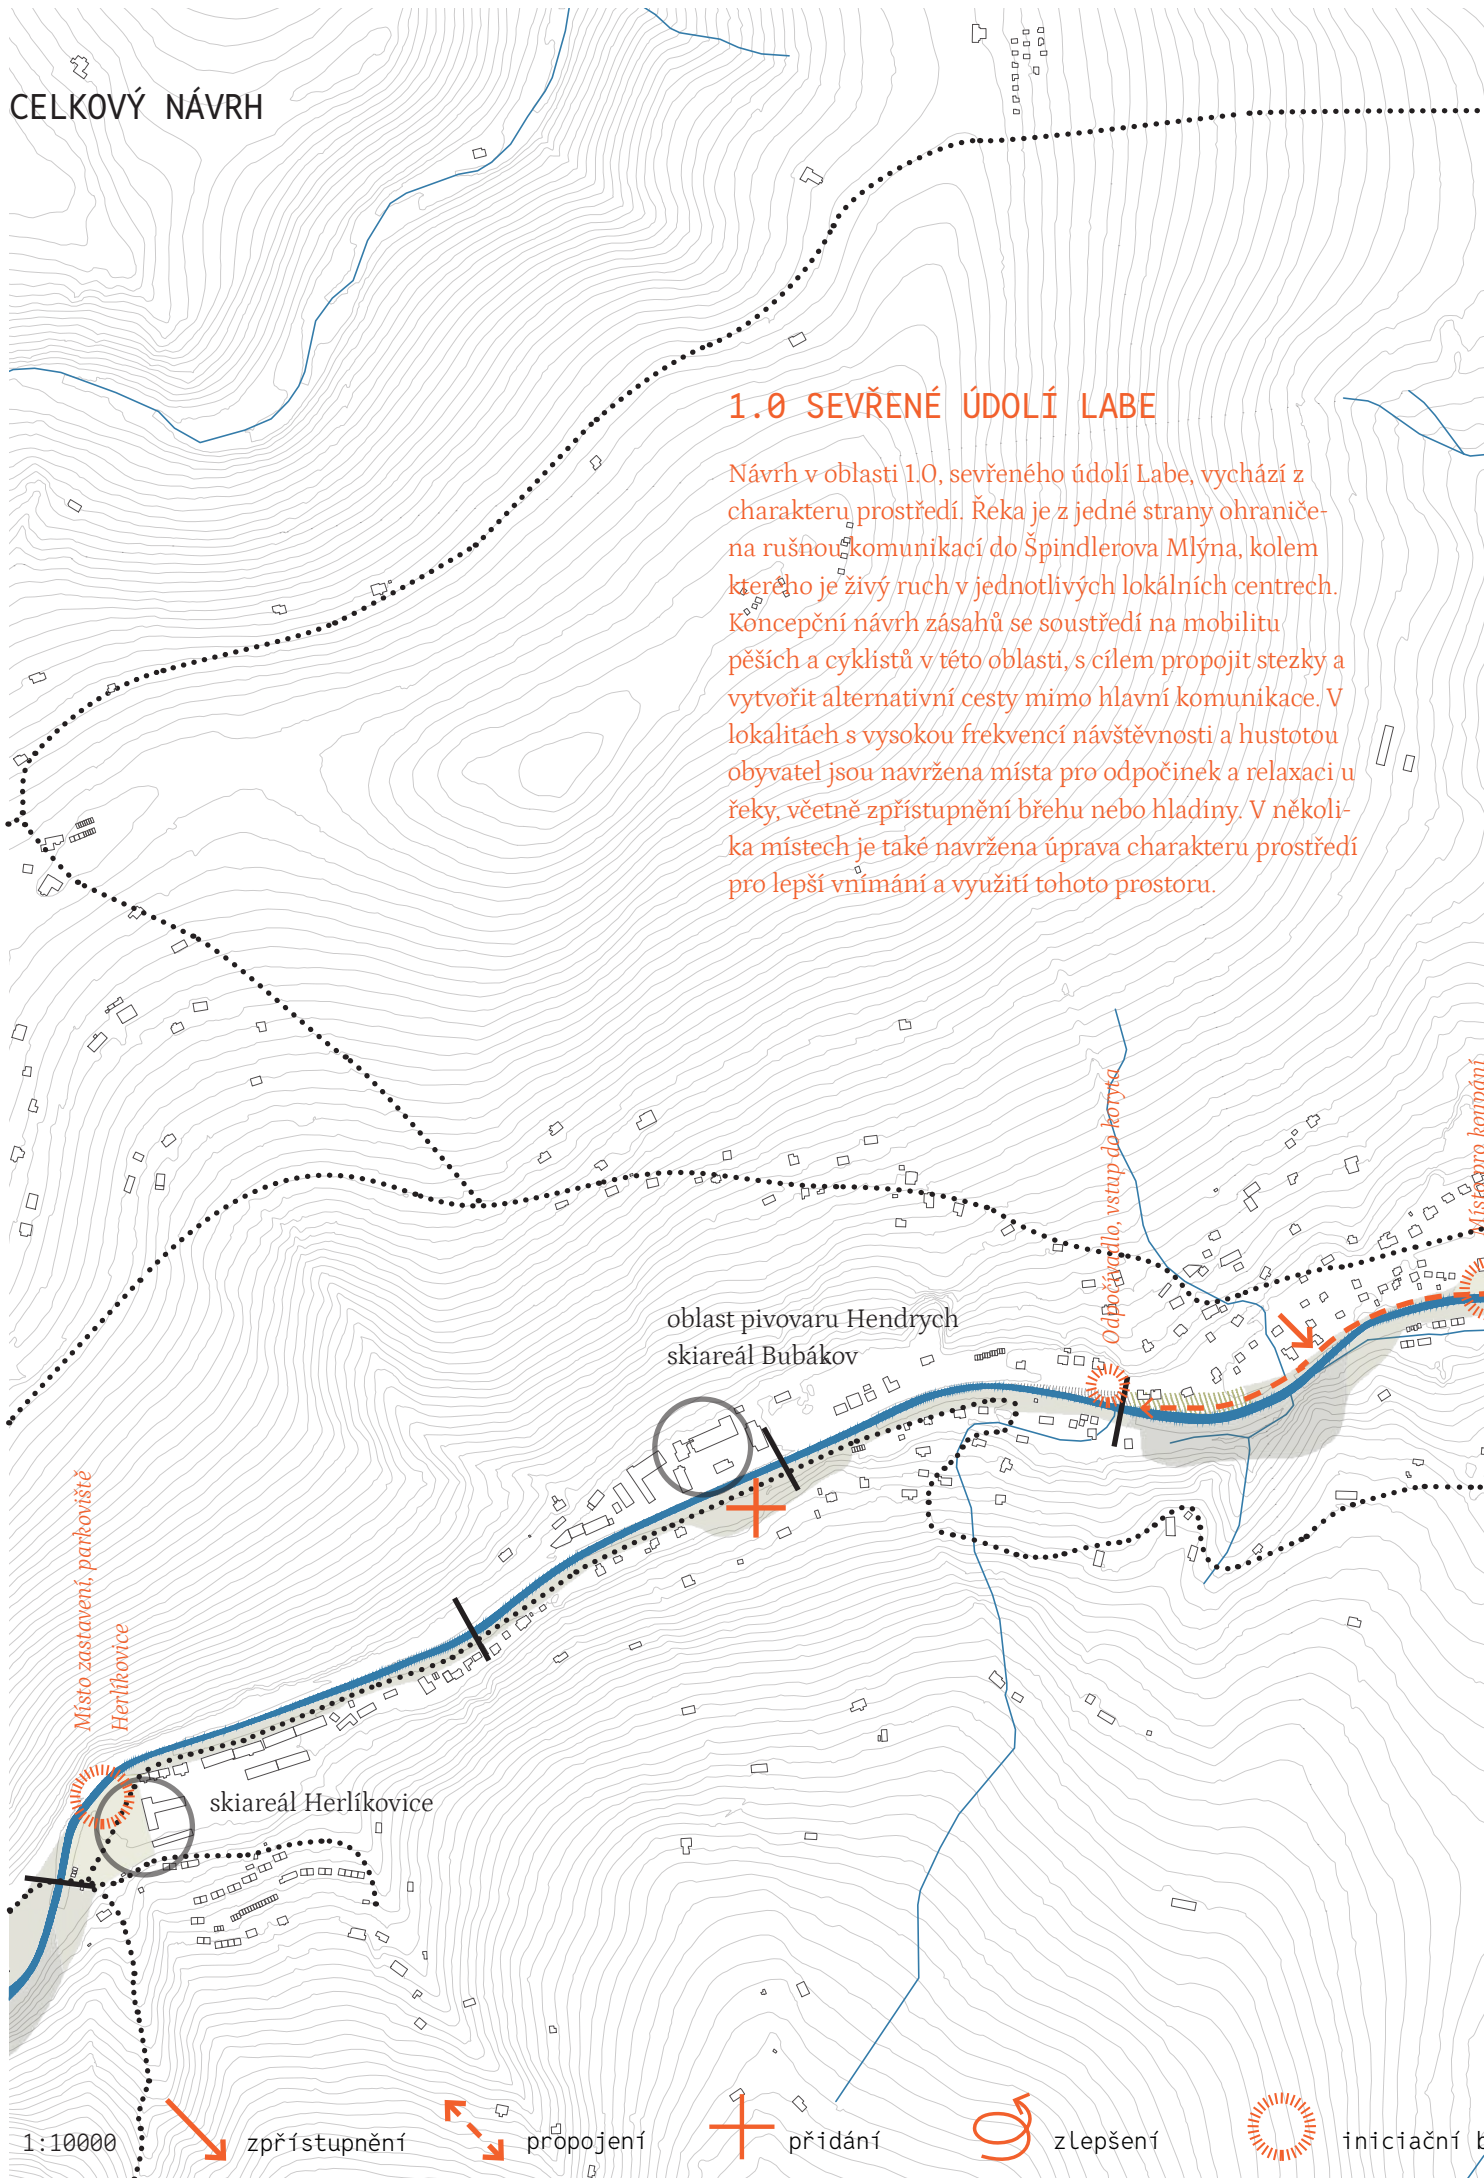 CELKOVÝ NÁVRH
1.0 SEVŘENÉ ÚDOLÍ LABE
Návrh v oblasti 1.0, sevřeného údolí Labe, vychází z
charakteru prostředí. Řeka je z jedné strany ohraniče-
na rušnou komunikací do Špindlerova Mlýna, kolem
kterého je živý ruch v jednotlivých lokálních centrech.
Koncepční návrh zásahů se soustředí na mobilitu
pěších a cyklistů v této oblasti, s cílem propojit stezky a
vytvořit alternativní cesty mimo hlavní komunikace. V
lokalitách s vysokou frekvencí návštěvnosti a hustotou
obyvatel jsou navržena místa pro odpočinek a relaxaci u
řeky, včetně zpřístupnění břehu nebo hladiny. V několi-
ka místech je také navržena úprava charakteru prostředí
pro lepší vnímání a využití tohoto prostoru.
Odpočívadlo, vstup do koryta
Místo pro koupání
oblast pivovaru Hendrych
skiareál Bubákov
Místo zastavení, parkoviště
Herlíkovice
skiareál Herlíkovice
1:10000
zpřístupnění
propojení
přidání
zlepšení
iniciační